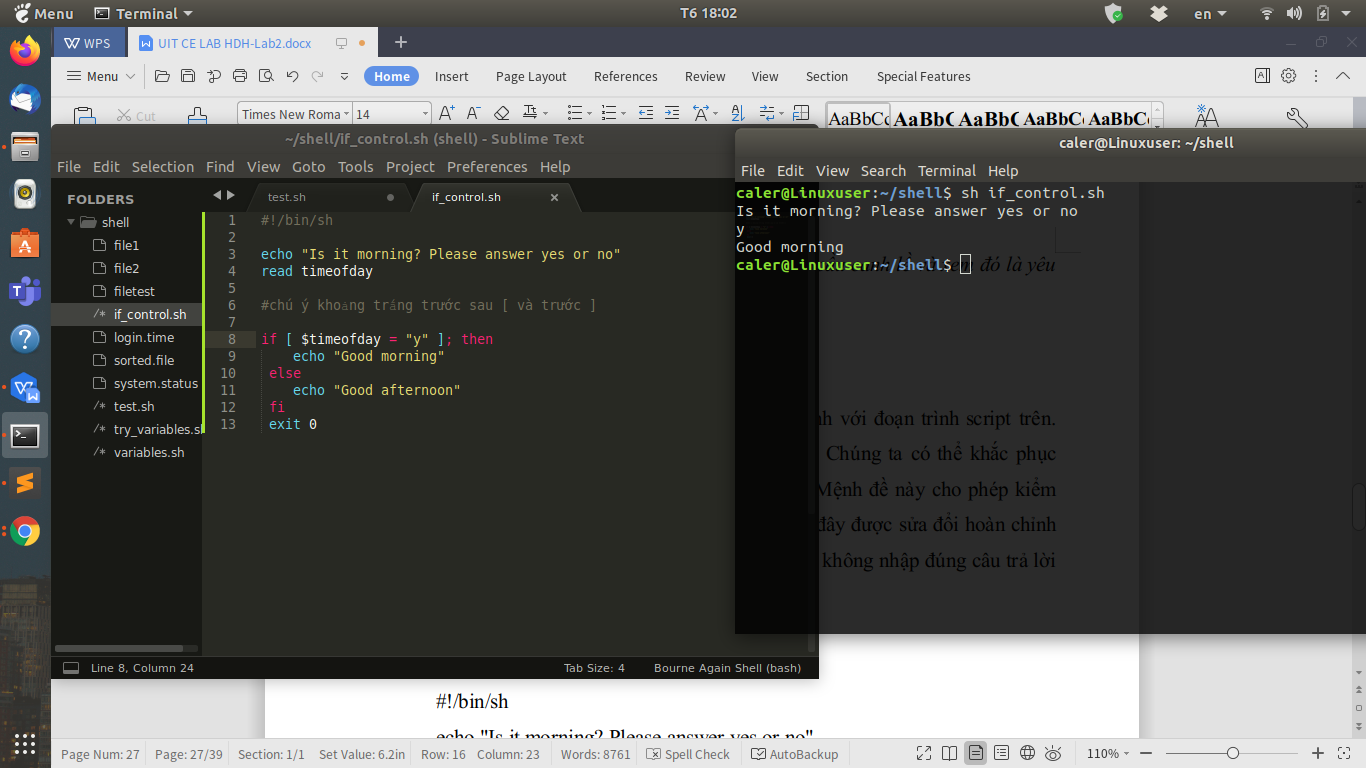 Menu Terminal T6 18:02 en
WPS UIT CE LAB HDH-Lab2.docx
Menu Home Insert Page Layout References Review View Section Special Features
Cut Times New Roma 14 AaBbCc AaBbC AaBbC AaBbCc AaBbCc
~/shell/if_control.sh (shell) - Sublime Text
File Edit Selection Find View Goto Tools Project Preferences Help
FOLDERS
shell
file1
file2
filetest
/* if_control.sh
login.time
sorted.file
system.status
/* test.sh
/* try_variables.s
/* variables.sh
test.sh if_control.sh
1 #!/bin/sh
2
3 echo "Is it morning? Please answer yes or no"
4 read timeofday
5
6 #chú ý khoảng trắng trước sau [ và trước ]
7
8 if [ $timeofday = "y" ]; then
9 echo "Good morning"
10 else
11 echo "Good afternoon"
12 fi
13 exit 0
Line 8, Column 24 Tab Size: 4 Bourne Again Shell (bash)
caler@Linuxuser: ~/shell
File Edit View Search Terminal Help
caler@Linuxuser:~/shell$ sh if_control.sh
Is it morning? Please answer yes or no
y
Good morning
caler@Linuxuser:~/shell$
đó là yêu
với đoạn trình script trên.
Chúng ta có thể khắc phục
Mệnh đề này cho phép kiểm
đây được sửa đổi hoàn chỉnh
không nhập đúng câu trả lời
#!/bin/sh
echo "Is it morning? Please answer yes or no"
Page Num: 27 Page: 27/39 Section: 1/1 Set Value: 6.2in Row: 16 Column: 23 Words: 8761 Spell Check AutoBackup 110%